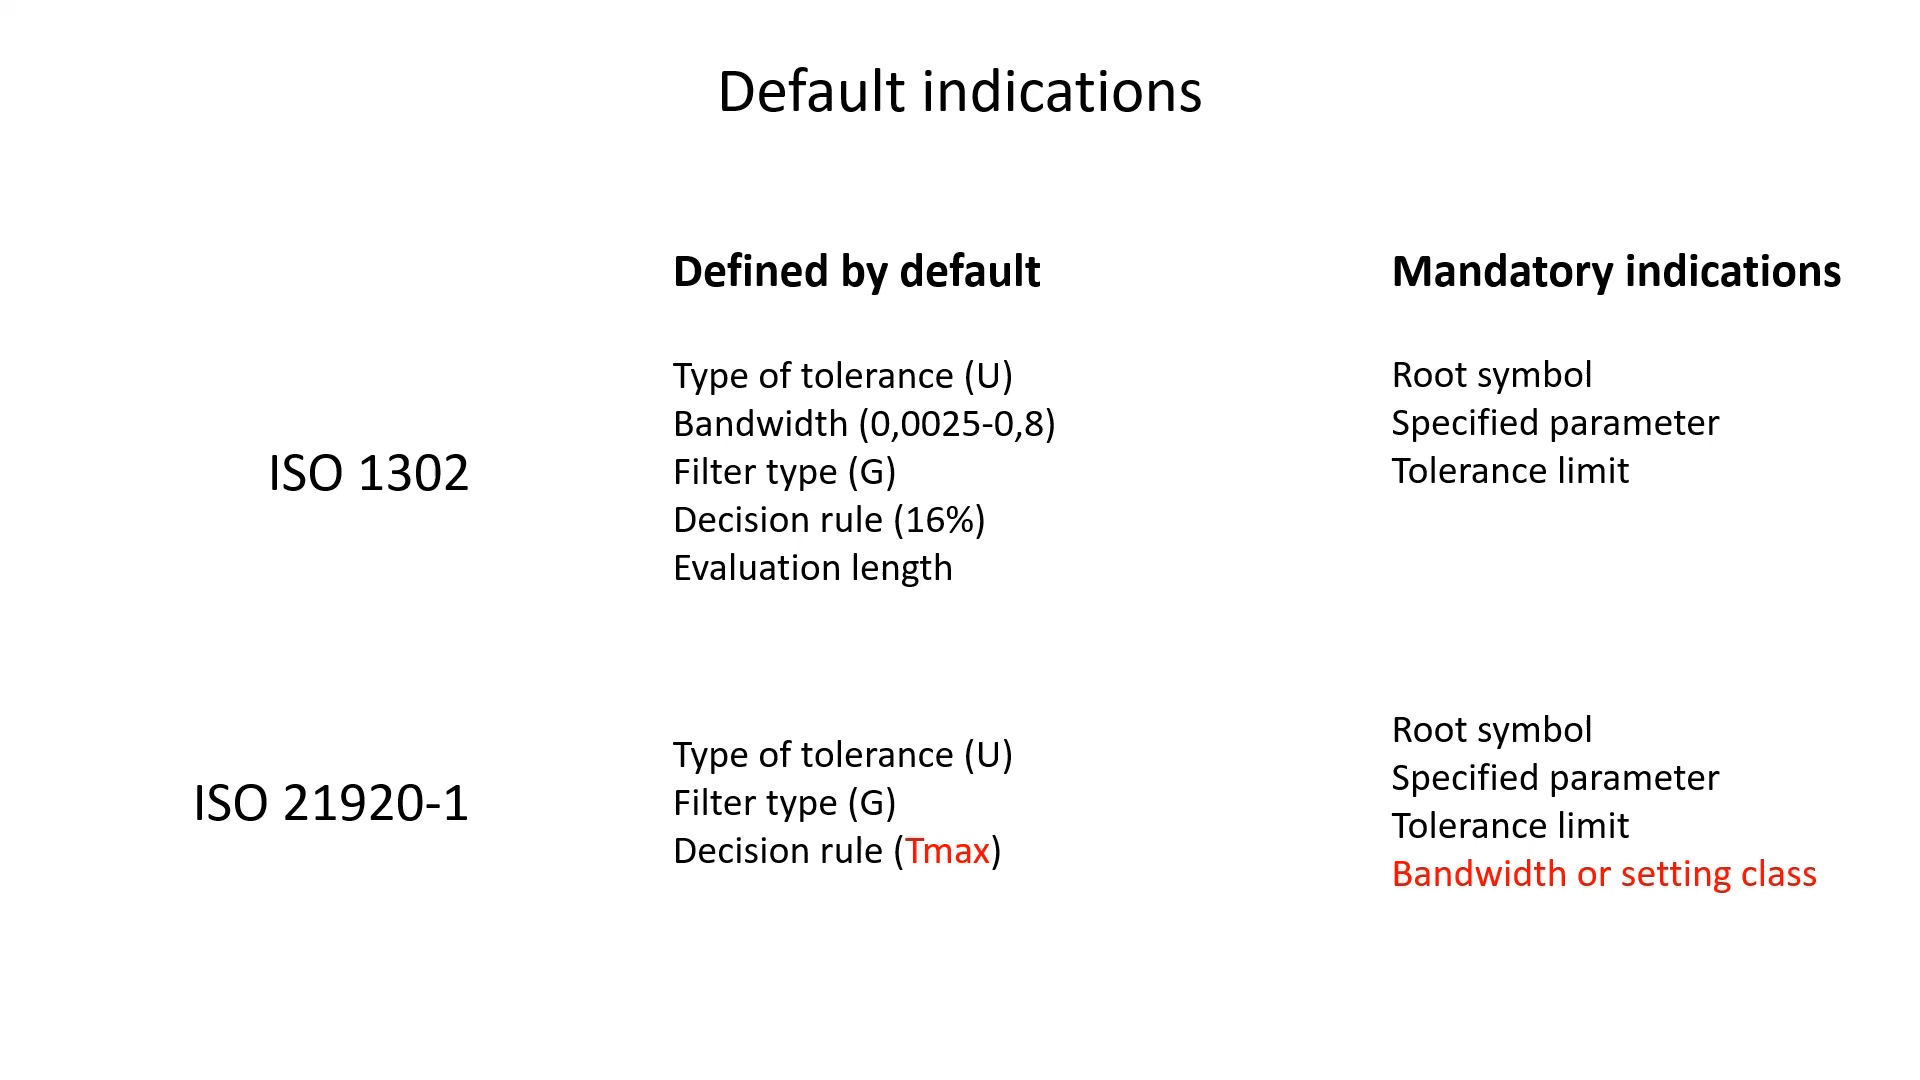 Default indications
Defined by default
Mandatory indications
ISO 1302
Type of tolerance (U)
Bandwidth (0,0025-0,8)
Filter type (G)
Decision rule (16%)
Evaluation length
Root symbol
Specified parameter
Tolerance limit
ISO 21920-1
Type of tolerance (U)
Filter type (G)
Decision rule (Tmax)
Root symbol
Specified parameter
Tolerance limit
Bandwidth or setting class